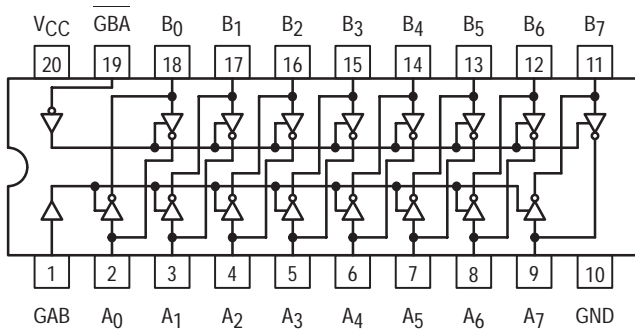 VCC GBA B0 B1 B2 B3 B4 B5 B6 B7
20 19 18 17 16 15 14 13 12 11
1 2 3 4 5 6 7 8 9 10
GAB A0 A1 A2 A3 A4 A5 A6 A7 GND